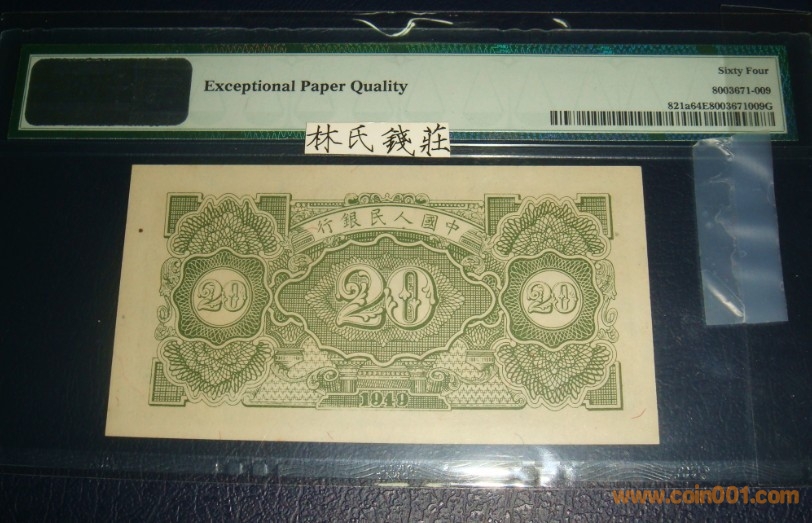 Exceptional Paper Quality
Sixty Four
8003671-009
821a64E8003671009G
林氏錢莊
行銀民人國中
20
20
20
1949
www.coin001.com